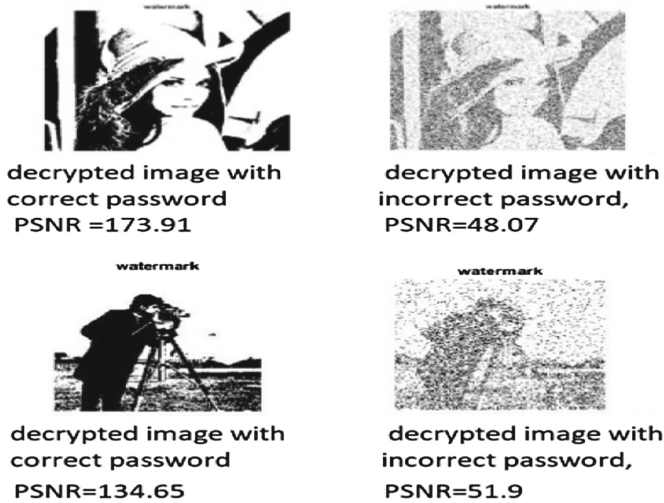 watermark
decrypted image with
correct password
PSNR =173.91
watermark
decrypted image with
incorrect password,
PSNR=48.07
watermark
decrypted image with
correct password
PSNR=134.65
watermark
decrypted image with
incorrect password,
PSNR=51.9